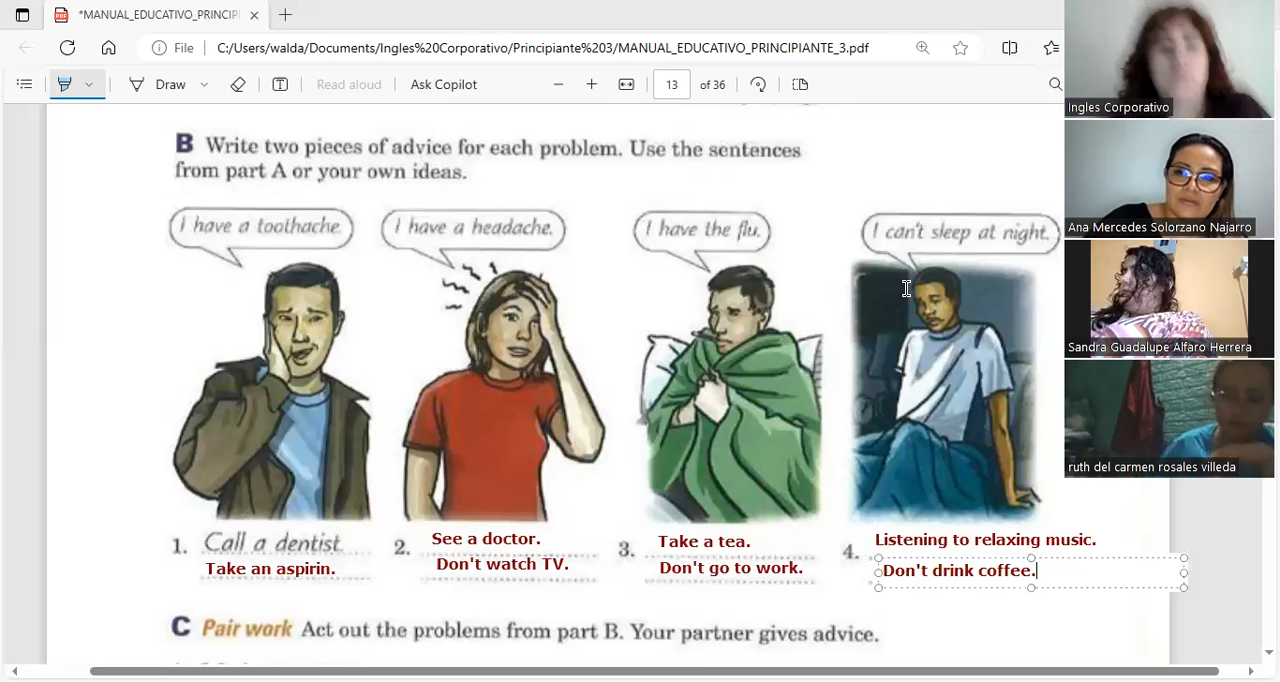 *MANUAL_EDUCATIVO_PRINCIPI
File
C:/Users/walda/Documents/Ingles%20Corporativo/Principiante%203/MANUAL_EDUCATIVO_PRINCIPIANTE_3.pdf
Draw
Read aloud
Ask Copilot
13 of 36
B Write two pieces of advice for each problem. Use the sentences
from part A or your own ideas.
I have a toothache.
I have a headache.
I have the flu.
I can't sleep at night.
1. Call a dentist.
Take an aspirin.
2. See a doctor.
Don't watch TV.
3. Take a tea.
Don't go to work.
4. Listening to relaxing music.
Don't drink coffee.
C Pair work Act out the problems from part B. Your partner gives advice.
Ingles Corporativo
Ana Mercedes Solorzano Najarro
Sandra Guadalupe Alfaro Herrera
ruth del carmen rosales villeda